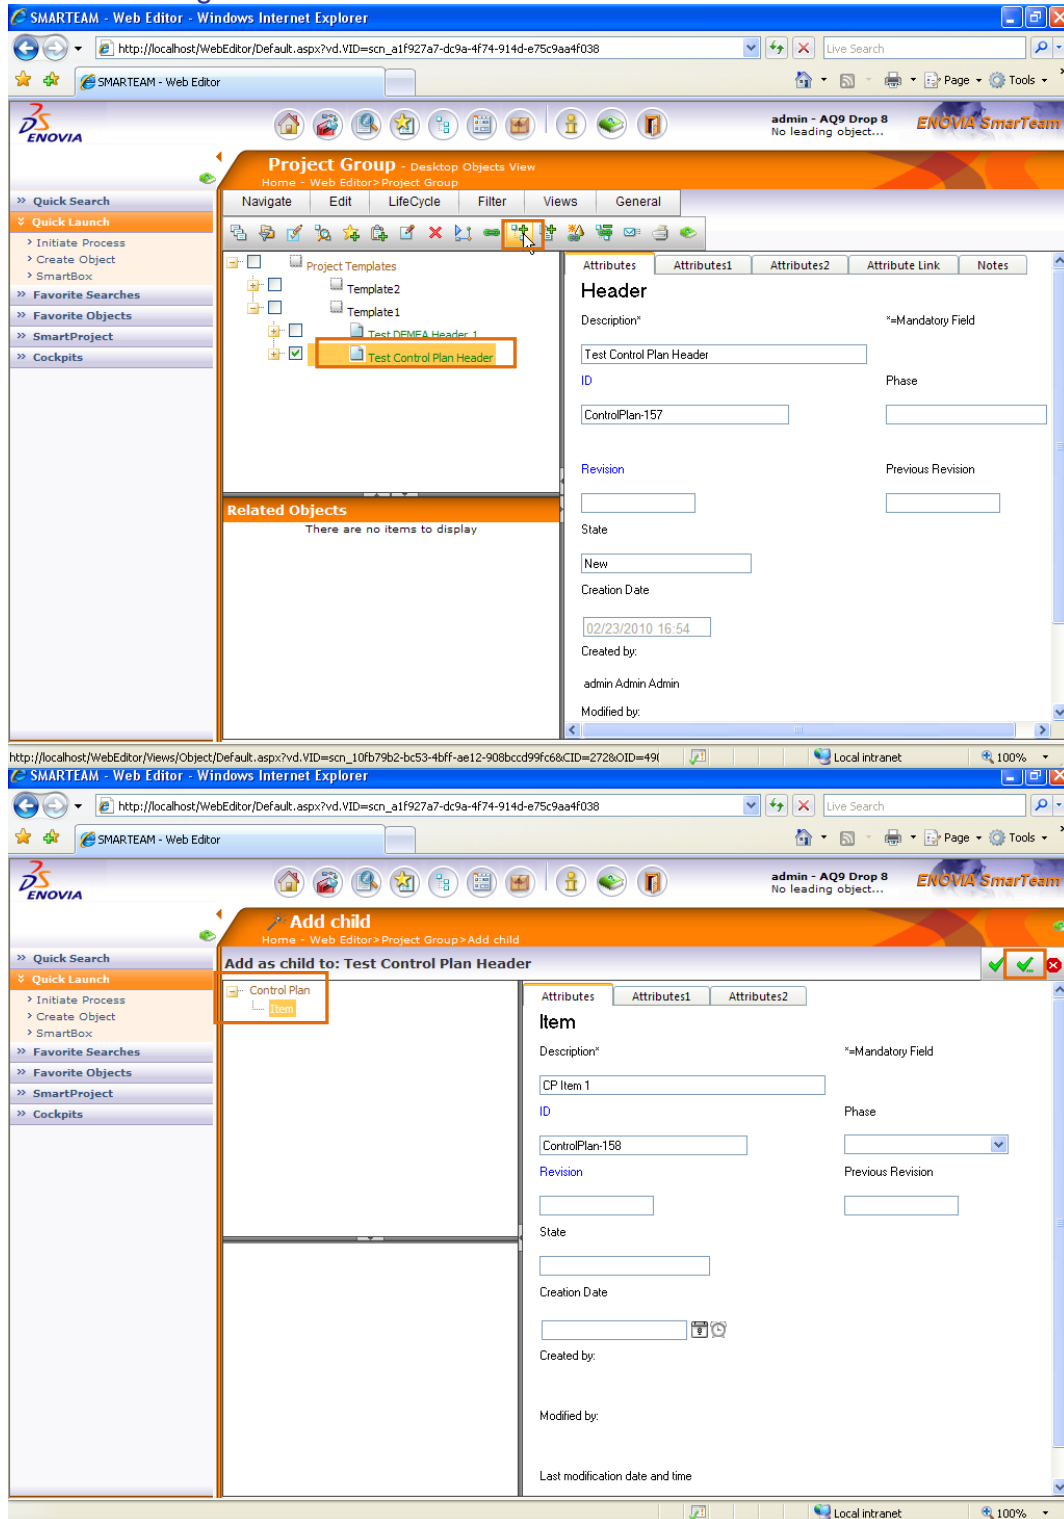 SMARTEAM - Web Editor - Windows Internet Explorer
http://localhost/WebEditor/Default.aspx?vd.VID=scn_a1f927a7-dc9a-4f74-914d-e75c9aa4f038
Live Search
SMARTEAM - Web Editor
Page
Tools
ENOVIA
admin - AQ9 Drop 8
No leading object...
ENOVIA SmarTeam
Project Group - Desktop Objects View
Home - Web Editor>Project Group
Quick Search
Navigate Edit LifeCycle Filter Views General
Quick Launch
Initiate Process
Create Object
SmartBox
Favorite Searches
Favorite Objects
SmartProject
Cockpits
Project Templates
Template2
Template1
Test DFMEA Header 1
Test Control Plan Header
Related Objects
There are no items to display
Attributes Attributes1 Attributes2 Attribute Link Notes
Header
Description* *=Mandatory Field
Test Control Plan Header
ID Phase
ControlPlan-157
Revision Previous Revision
State
New
Creation Date
02/23/2010 16:54
Created by:
admin Admin Admin
Modified by:
http://localhost/WebEditor/Views/Object/Default.aspx?vd.VID=scn_10fb79b2-bc53-4bff-ae12-908bccd99fc6&CID=272&OID=49(
Local intranet
100%
SMARTEAM - Web Editor - Windows Internet Explorer
http://localhost/WebEditor/Default.aspx?vd.VID=scn_a1f927a7-dc9a-4f74-914d-e75c9aa4f038
Live Search
SMARTEAM - Web Editor
Page
Tools
ENOVIA
admin - AQ9 Drop 8
No leading object...
ENOVIA SmarTeam
Add child
Home - Web Editor>Project Group>Add child
Quick Search
Add as child to: Test Control Plan Header
Quick Launch
Initiate Process
Create Object
SmartBox
Favorite Searches
Favorite Objects
SmartProject
Cockpits
Control Plan
Item
Attributes Attributes1 Attributes2
Item
Description* *=Mandatory Field
CP Item 1
ID Phase
ControlPlan-158
Revision Previous Revision
State
Creation Date
Created by:
Modified by:
Last modification date and time
Local intranet
100%